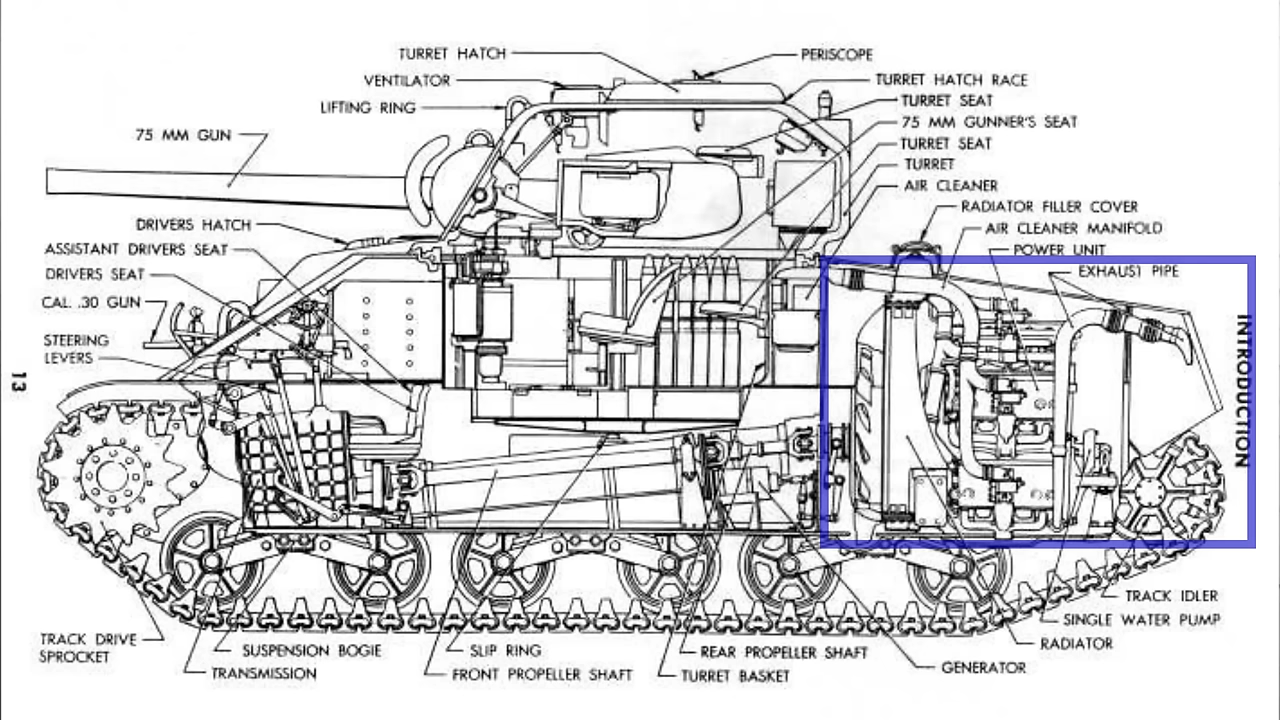 TURRET HATCH
PERISCOPE
VENTILATOR
TURRET HATCH RACE
LIFTING RING
TURRET SEAT
75 MM GUN
75 MM GUNNER'S SEAT
TURRET SEAT
TURRET
AIR CLEANER
RADIATOR FILLER COVER
DRIVERS HATCH
AIR CLEANER MANIFOLD
ASSISTANT DRIVERS SEAT
POWER UNIT
DRIVERS SEAT
EXHAUST PIPE
CAL. .30 GUN
STEERING
LEVERS
13
INTRODUCTION
TRACK IDLER
SINGLE WATER PUMP
TRACK DRIVE
SPROCKET
SUSPENSION BOGIE
SLIP RING
REAR PROPELLER SHAFT
RADIATOR
TRANSMISSION
FRONT PROPELLER SHAFT
TURRET BASKET
GENERATOR